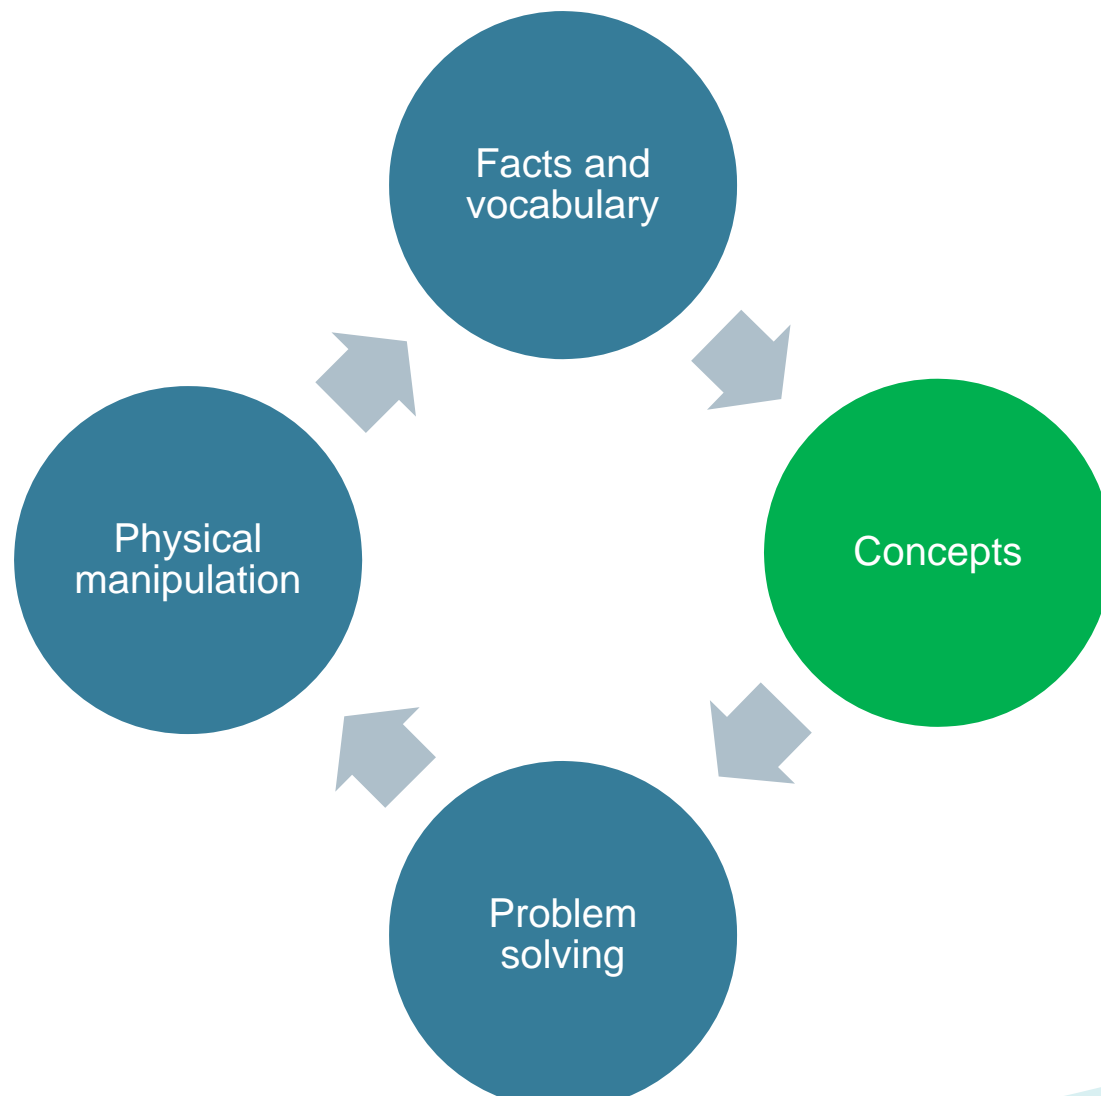 Facts and
vocabulary
Concepts
Physical
manipulation
Problem
solving